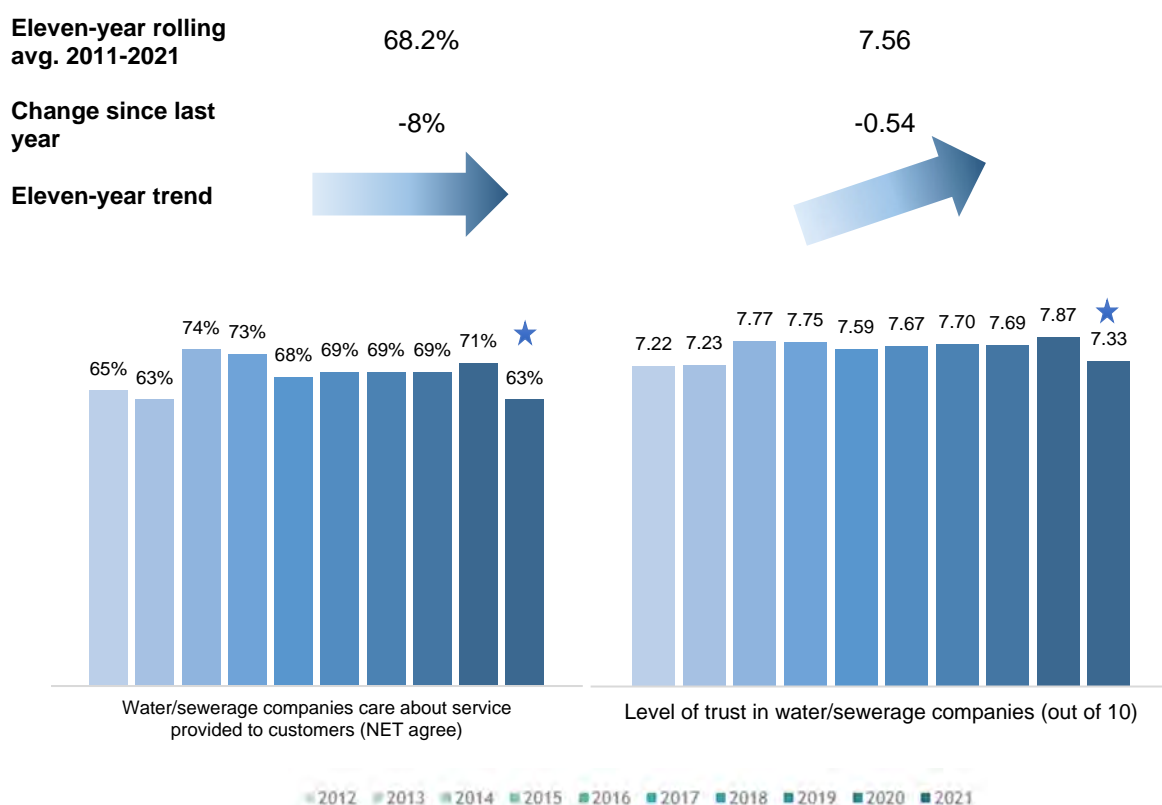 Eleven-year rolling
avg. 2011-2021
68.2%
7.56
Change since last
year
-8%
-0.54
Eleven-year trend
65%
63%
74%
73%
68%
69%
69%
69%
71%
63%
7.22
7.23
7.77
7.75
7.59
7.67
7.70
7.69
7.87
7.33
Water/sewerage companies care about service
provided to customers (NET agree)
Level of trust in water/sewerage companies (out of 10)
2012 2013 2014 2015 2016 2017 2018 2019 2020 2021